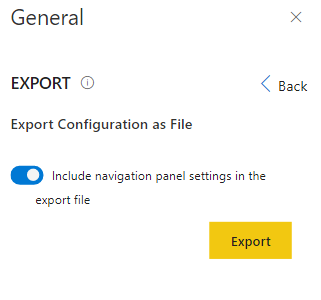 General
EXPORT
Back
Export Configuration as File
Include navigation panel settings in the
export file
Export